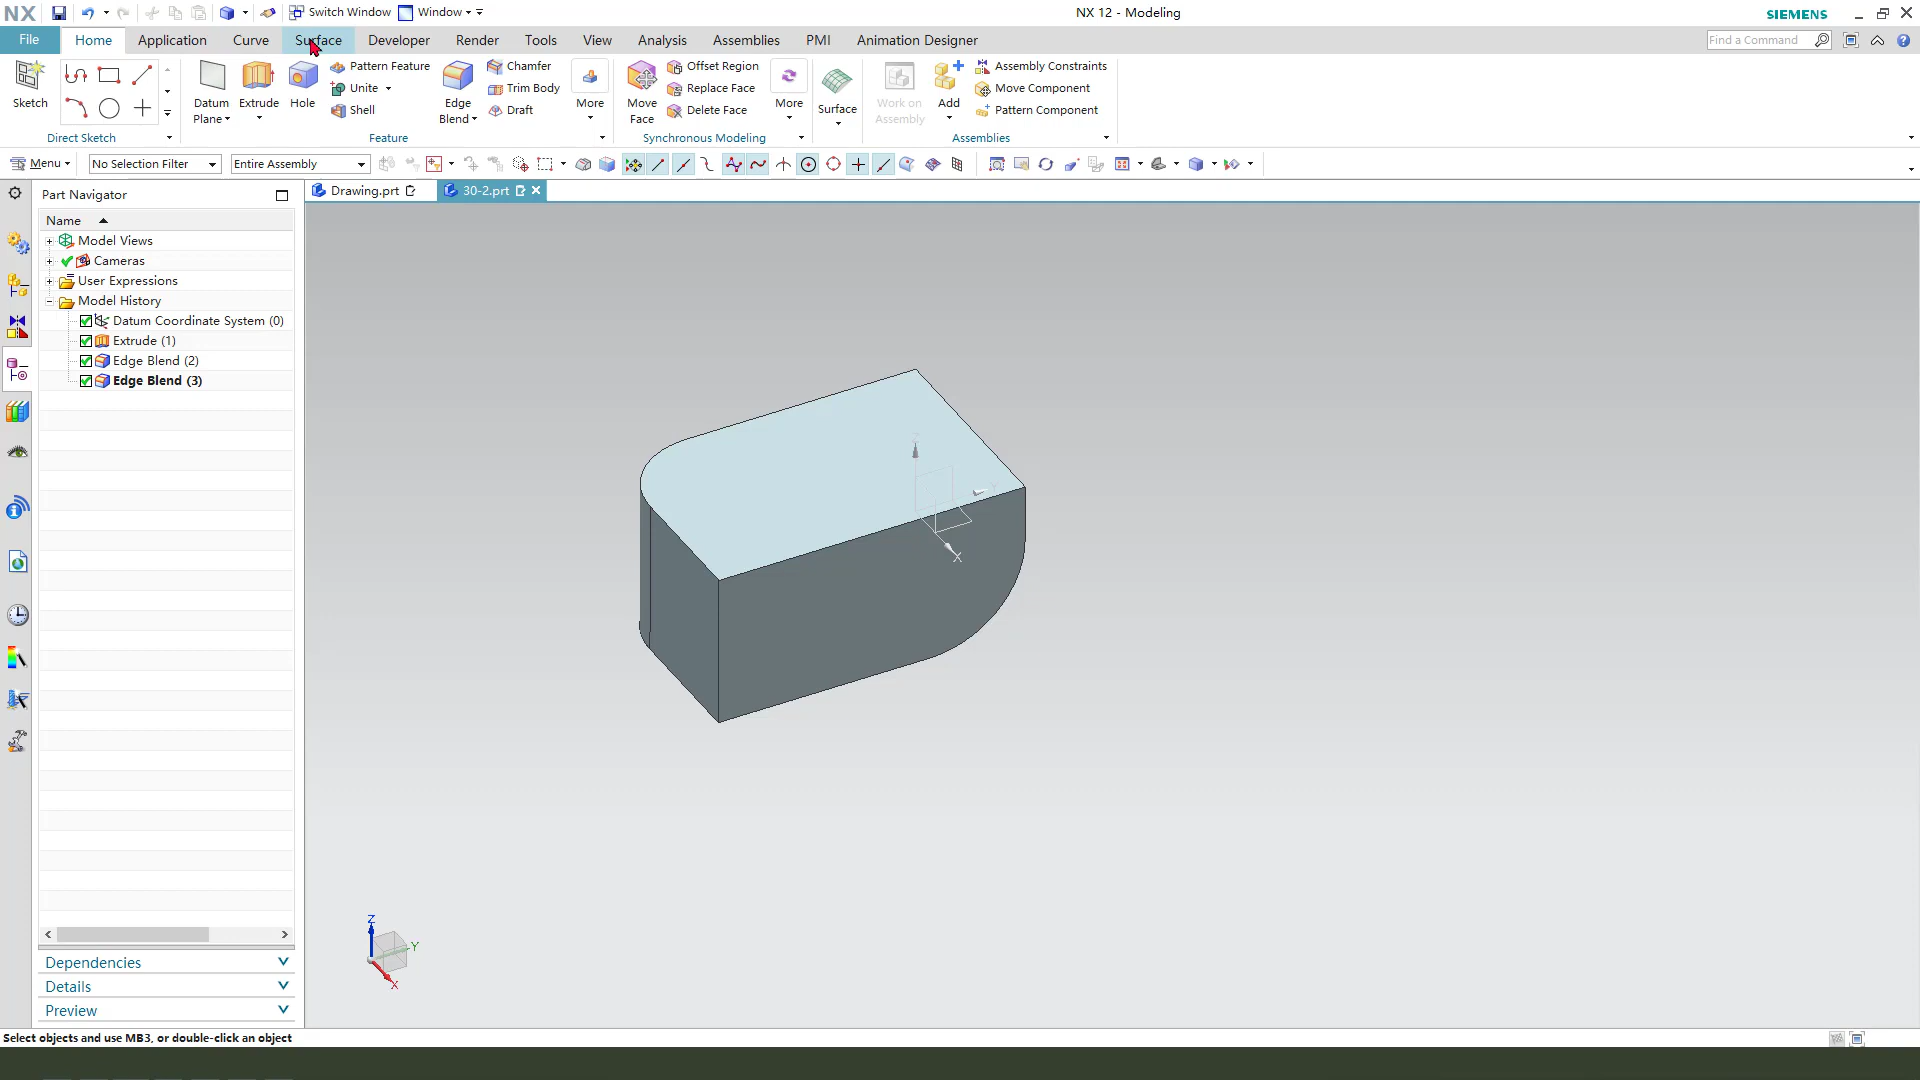 NX Switch Window Window NX 12 - Modeling SIEMENS
File Home Application Curve Surface Developer Render Tools View Analysis Assemblies PMI Animation Designer Find a Command
Sketch
Direct Sketch
Datum Plane
Extrude
Hole
Pattern Feature
Unite
Shell
Edge Blend
Chamfer
Trim Body
Draft
More
Feature
Move Face
Offset Region
Replace Face
Delete Face
More
Synchronous Modeling
Surface
Work on Assembly
Add
Assembly Constraints
Move Component
Pattern Component
Assemblies
Menu No Selection Filter Entire Assembly
Part Navigator
Drawing.prt 30-2.prt
Name
Model Views
Cameras
User Expressions
Model History
Datum Coordinate System (0)
Extrude (1)
Edge Blend (2)
Edge Blend (3)
Z
Y
X
Z
Y
X
Dependencies
Details
Preview
Select objects and use MB3, or double-click an object